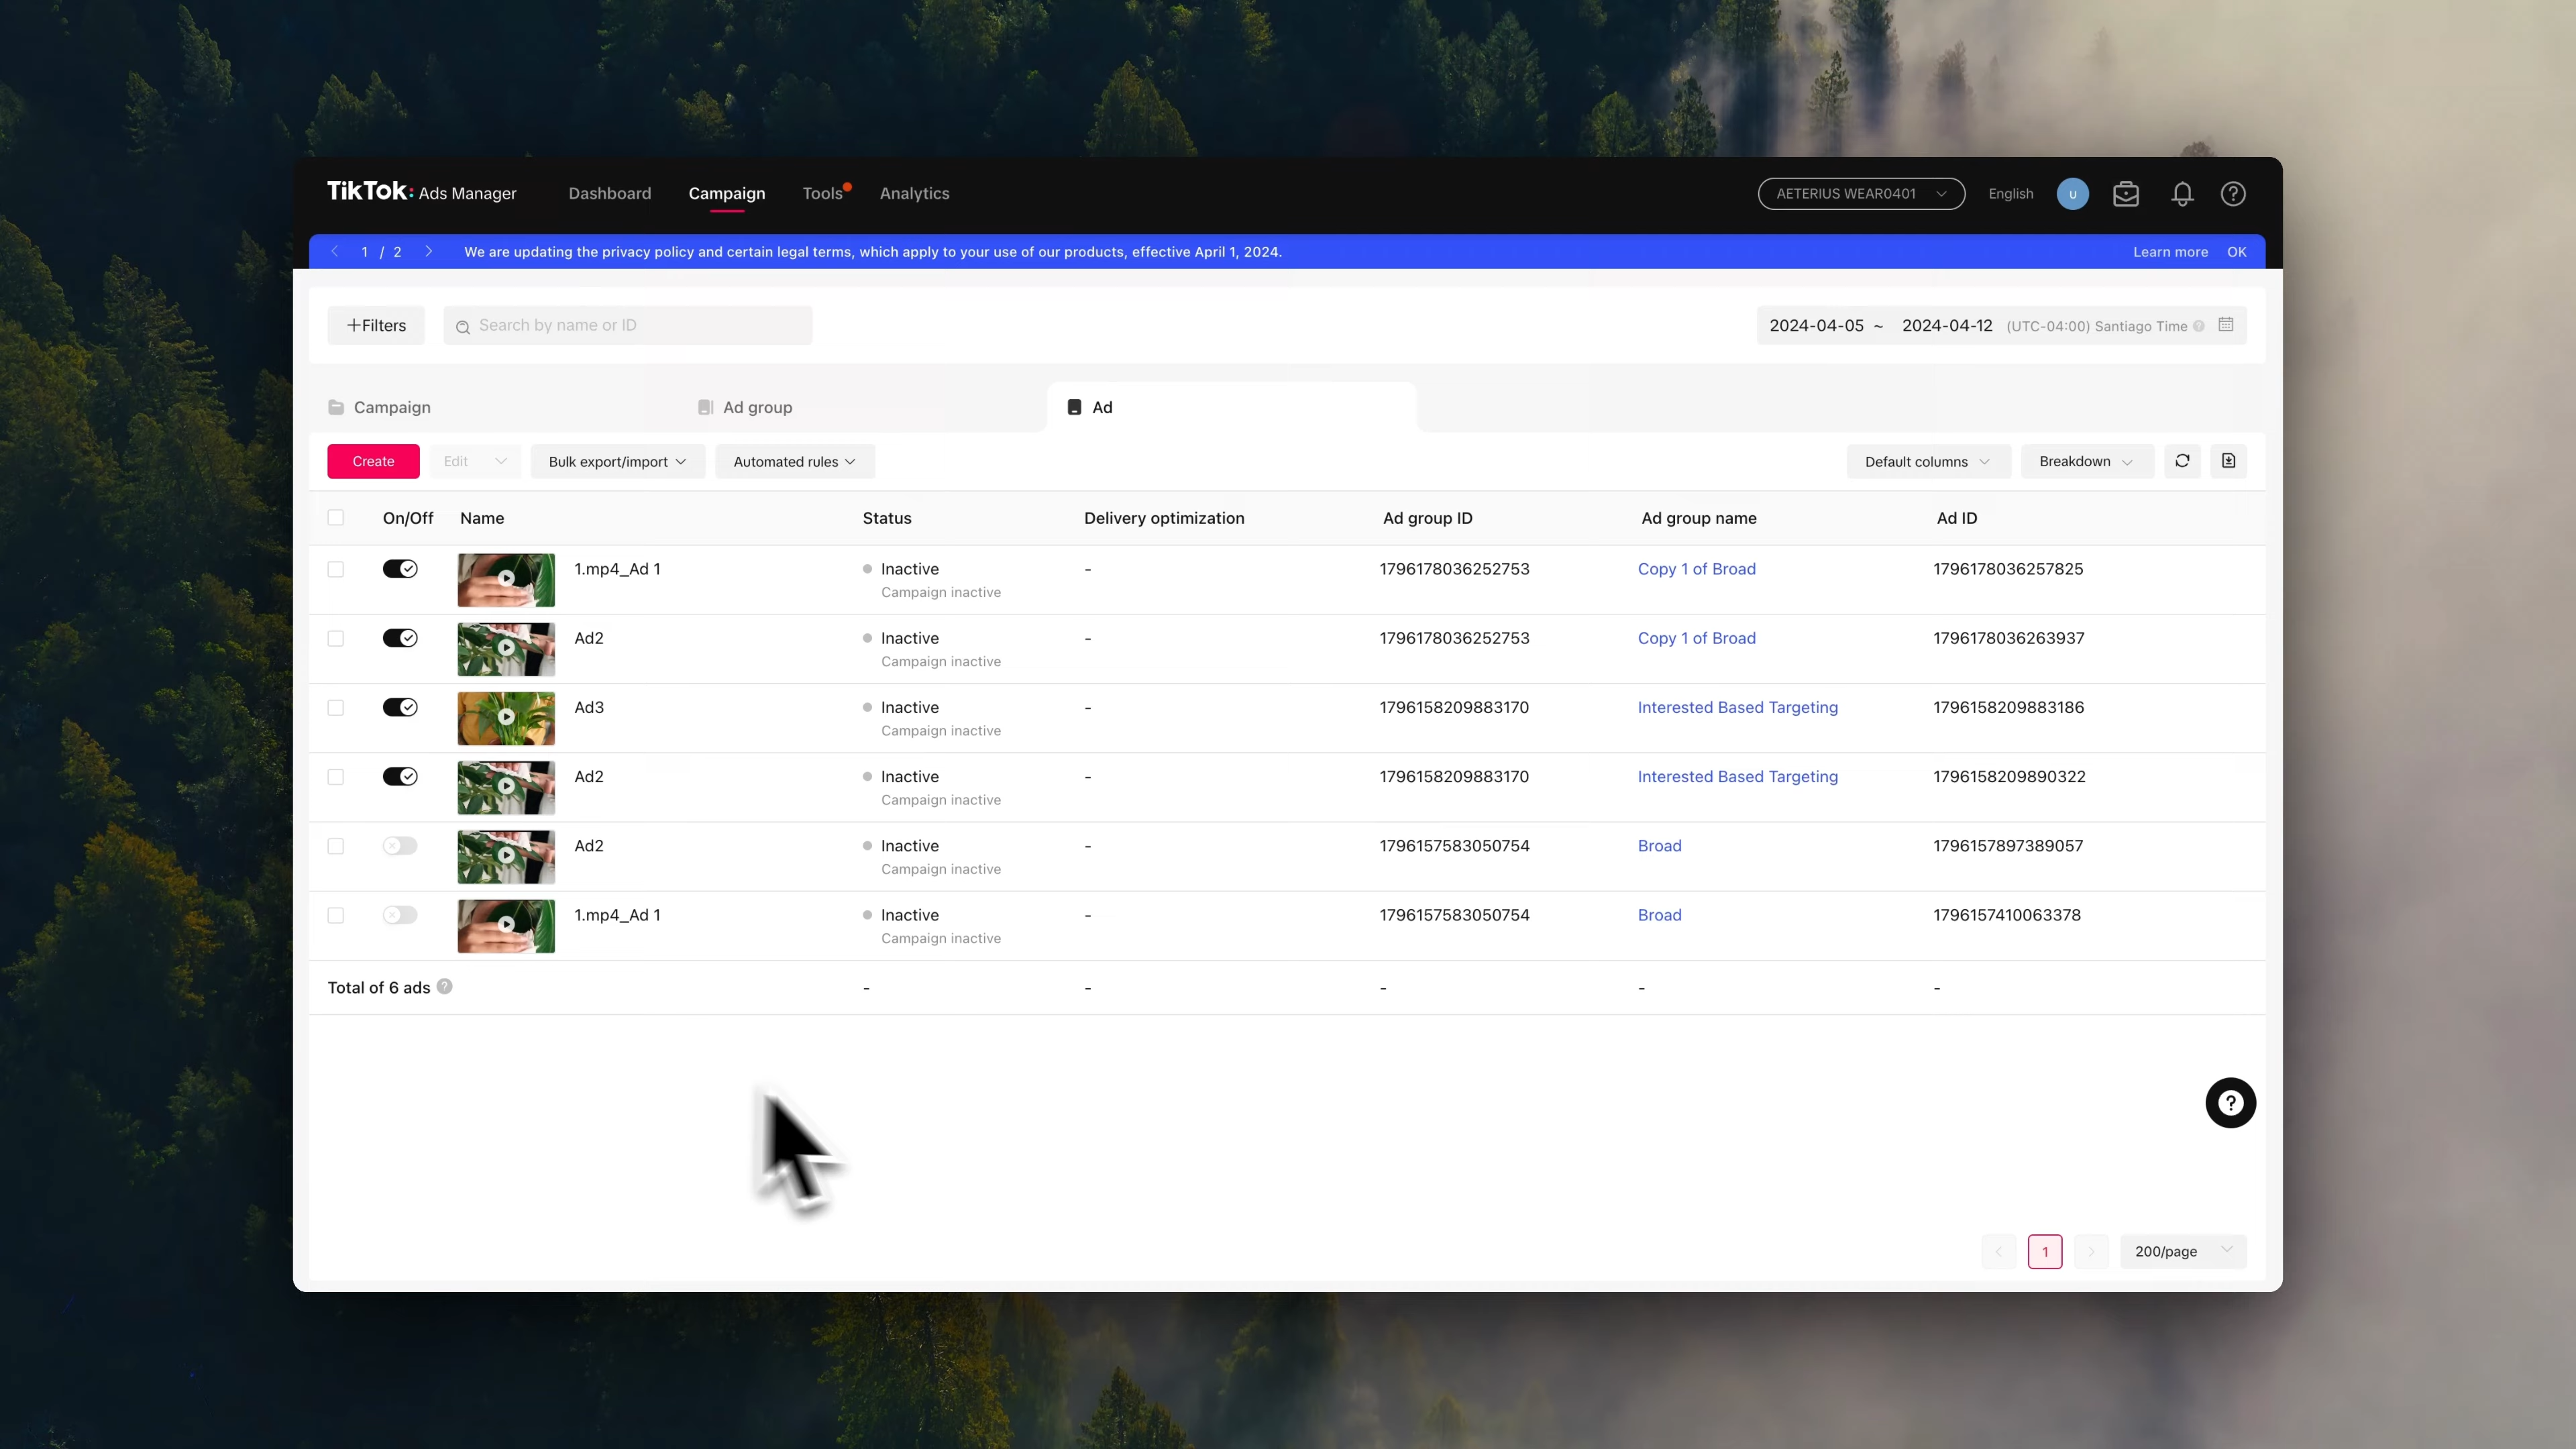 TikTok: Ads Manager Dashboard Campaign Tools Analytics AETERIUS WEAR0401 English U
1 / 2 We are updating the privacy policy and certain legal terms, which apply to your use of our products, effective April 1, 2024. Learn more OK
+Filters Search by name or ID 2024-04-05 ~ 2024-04-12 (UTC-04:00) Santiago Time
Campaign Ad group Ad
Create Edit Bulk export/import Automated rules Default columns Breakdown
On/Off Name Status Delivery optimization Ad group ID Ad group name Ad ID
1.mp4_Ad 1 Inactive - 1796178036252753 Copy 1 of Broad 1796178036257825
Campaign inactive
Ad2 Inactive - 1796178036252753 Copy 1 of Broad 1796178036263937
Campaign inactive
Ad3 Inactive - 1796158209883170 Interested Based Targeting 1796158209883186
Campaign inactive
Ad2 Inactive - 1796158209883170 Interested Based Targeting 1796158209890322
Campaign inactive
Ad2 Inactive - 1796157583050754 Broad 1796157897389057
Campaign inactive
1.mp4_Ad 1 Inactive - 1796157583050754 Broad 1796157410063378
Campaign inactive
Total of 6 ads ? - - - - -
?
1 200/page